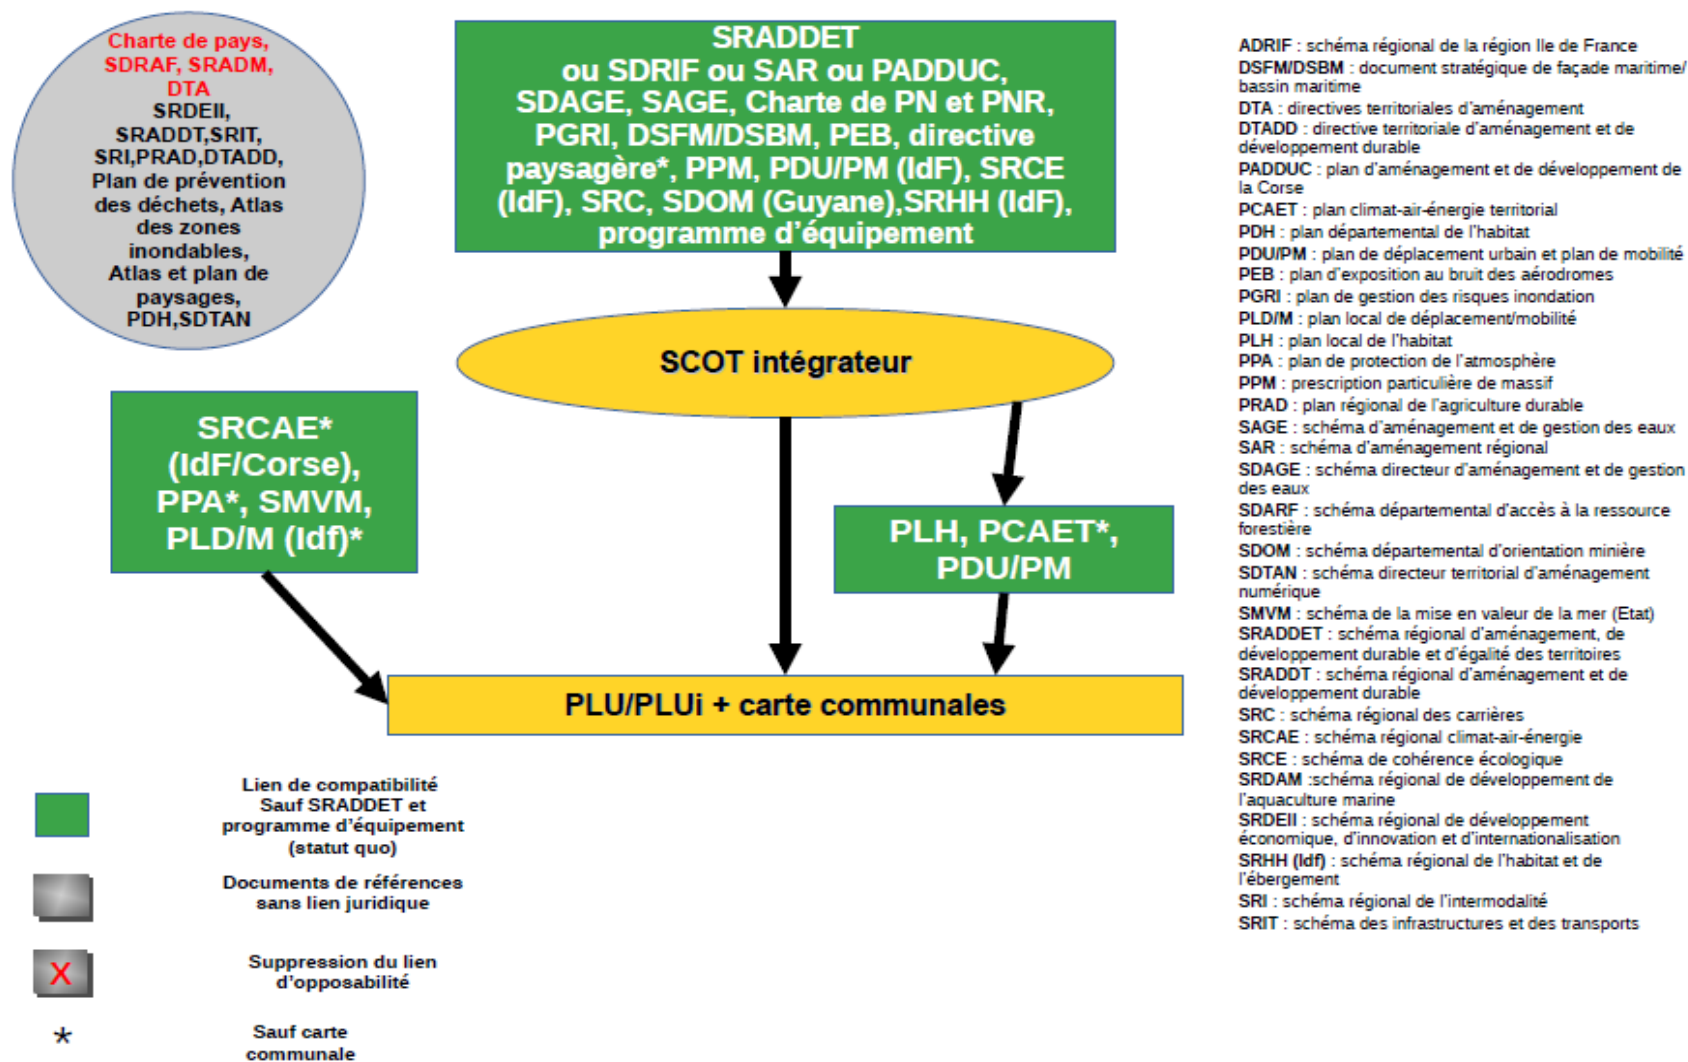 Charte de pays,
SDRAF, SRADM,
DTA
SRDEII,
SRADDT,SRIT,
SRI,PRAD,DTADD,
Plan de prévention
des déchets, Atlas
des zones
inondables,
Atlas et plan de
paysages,
PDH,SDTAN
SRADDET
ou SDRIF ou SAR ou PADDUC,
SDAGE, SAGE, Charte de PN et PNR,
PGRI, DSFM/DSBM, PEB, directive
paysagère*, PPM, PDU/PM (IdF), SRCE
(IdF), SRC, SDOM (Guyane),SRHH (IdF),
programme d'équipement
SCOT intégrateur
SRCAE*
(IdF/Corse),
PPA*, SMVM,
PLD/M (Idf)*
PLH, PCAET*,
PDU/PM
PLU/PLUi + carte communales
Lien de compatibilité
Sauf SRADDET et
programme d'équipement
(statut quo)
Documents de références
sans lien juridique
X
Suppression du lien
d'opposabilité
*
Sauf carte
communale
ADRIF : schéma régional de la région Ile de France
DSFM/DSBM : document stratégique de façade maritime/
bassin maritime
DTA : directives territoriales d'aménagement
DTADD : directive territoriale d'aménagement et de
développement durable
PADDUC : plan d'aménagement et de développement de
la Corse
PCAET : plan climat-air-énergie territorial
PDH : plan départemental de l'habitat
PDU/PM : plan de déplacement urbain et plan de mobilité
PEB : plan d'exposition au bruit des aérodromes
PGRI : plan de gestion des risques inondation
PLD/M : plan local de déplacement/mobilité
PLH : plan local de l'habitat
PPA : plan de protection de l'atmosphère
PPM : prescription particulière de massif
PRAD : plan régional de l'agriculture durable
SAGE : schéma d'aménagement et de gestion des eaux
SAR : schéma d'aménagement régional
SDAGE : schéma directeur d'aménagement et de gestion
des eaux
SDARF : schéma départemental d'accès à la ressource
forestière
SDOM : schéma départemental d'orientation minière
SDTAN : schéma directeur territorial d'aménagement
numérique
SMVM : schéma de la mise en valeur de la mer (Etat)
SRADDET : schéma régional d'aménagement, de
développement durable et d'égalité des territoires
SRADDT : schéma régional d'aménagement et de
développement durable
SRC : schéma régional des carrières
SRCAE : schéma régional climat-air-énergie
SRCE : schéma de cohérence écologique
SRDAM :schéma régional de développement de
l'aquaculture marine
SRDEII : schéma régional de développement
économique, d'innovation et d'internationalisation
SRHH (Idf) : schéma régional de l'habitat et de
l'ébergement
SRI : schéma régional de l'intermodalité
SRIT : schéma des infrastructures et des transports